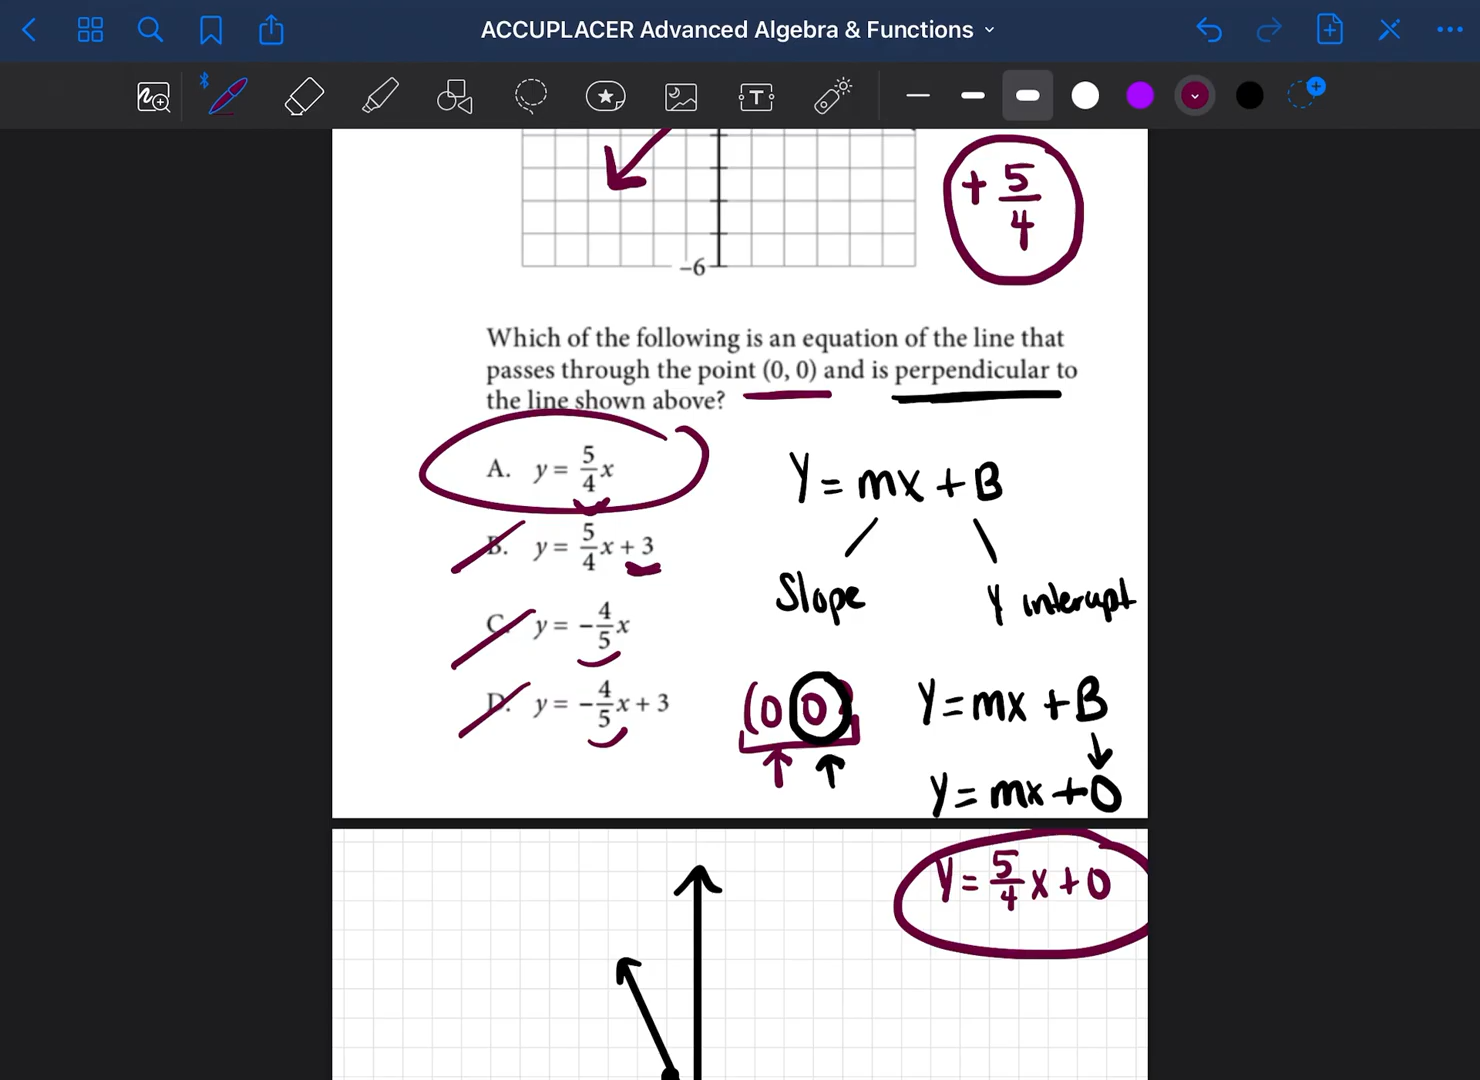 ACCUPLACER Advanced Algebra & Functions
T
+ 5/4
-6
Which of the following is an equation of the line that
passes through the point (0, 0) and is perpendicular to
the line shown above?
A. y = 5/4 x
B. y = 5/4 x + 3
C. y = -4/5 x
D. y = -4/5 x + 3
Y = mx + B
Slope
Y interupt
(0 0)
Y = mx + B
Y = mx + 0
Y = 5/4 x + 0